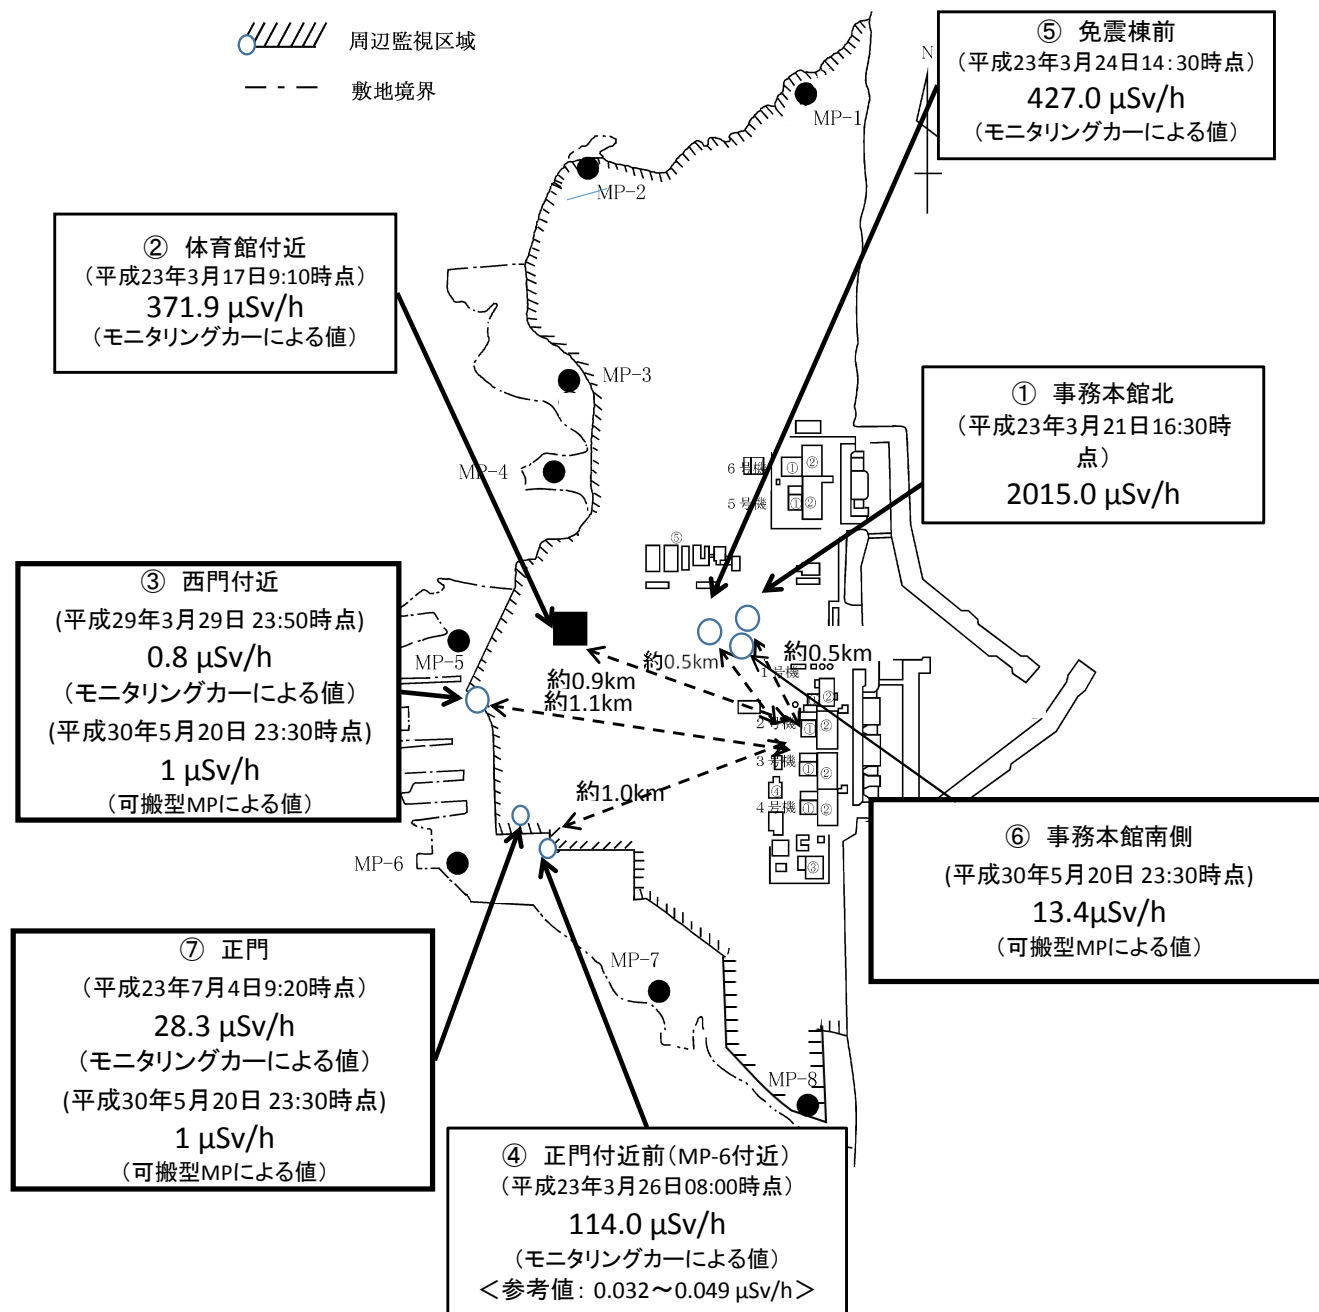 周辺監視区域
敷地境界
⑤ 免震棟前
(平成23年3月24日14:30時点)
427.0 μSv/h
(モニタリングカーによる値)
N
MP-1
MP-2
② 体育館付近
(平成23年3月17日9:10時点)
371.9 μSv/h
(モニタリングカーによる値)
MP-3
① 事務本館北
(平成23年3月21日16:30時
点)
2015.0 μSv/h
MP-4
6号機
① ②
5号機
① ②
⑤
③ 西門付近
(平成29年3月29日 23:50時点)
0.8 μSv/h
(モニタリングカーによる値)
(平成30年5月20日 23:30時点)
1 μSv/h
(可搬型MPによる値)
MP-5
約0.5km
約0.5km
約0.9km
約1.1km
1号機
②
2号機
① ②
3号機
① ②
④
4号機
① ②
③
約1.0km
⑥ 事務本館南側
(平成30年5月20日 23:30時点)
13.4μSv/h
(可搬型MPによる値)
MP-6
⑦ 正門
(平成23年7月4日9:20時点)
28.3 μSv/h
(モニタリングカーによる値)
(平成30年5月20日 23:30時点)
1 μSv/h
(可搬型MPによる値)
MP-7
MP-8
④ 正門付近前(MP-6付近)
(平成23年3月26日08:00時点)
114.0 μSv/h
(モニタリングカーによる値)
<参考値: 0.032～0.049 μSv/h>